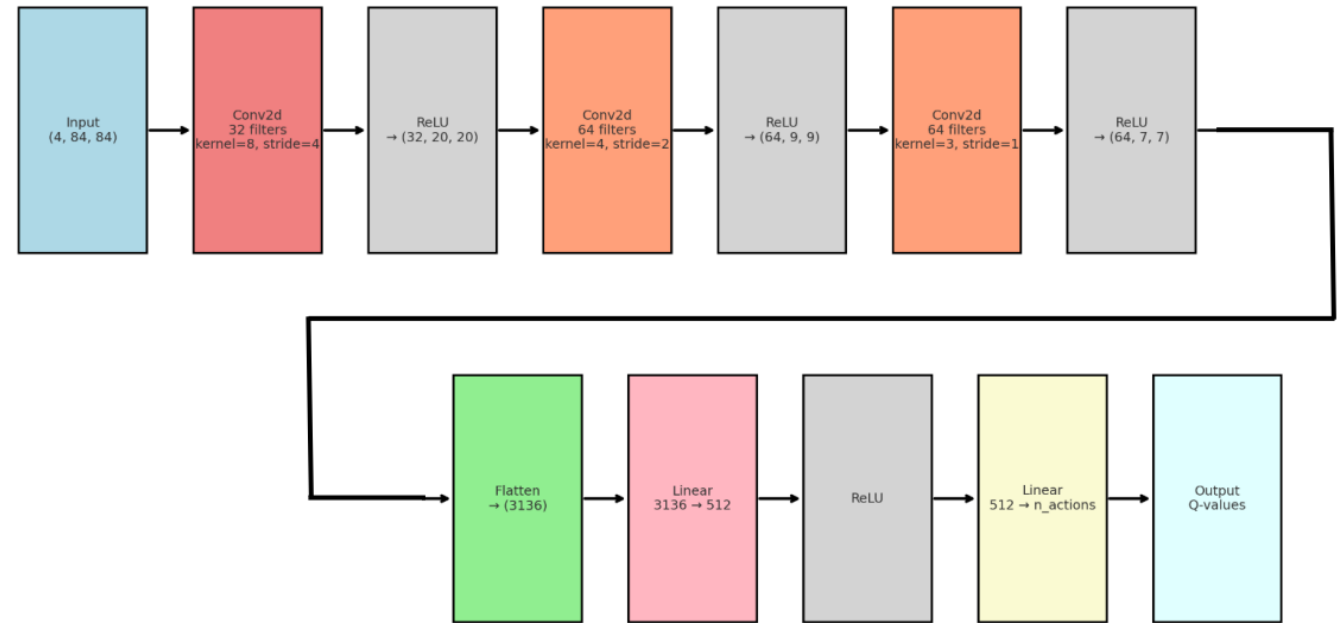 Input
(4, 84, 84)
Conv2d
32 filters
kernel=8, stride=4
ReLU
→ (32, 20, 20)
Conv2d
64 filters
kernel=4, stride=2
ReLU
→ (64, 9, 9)
Conv2d
64 filters
kernel=3, stride=1
ReLU
→ (64, 7, 7)
Flatten
→ (3136)
Linear
3136 → 512
ReLU
Linear
512 → n_actions
Output
Q-values